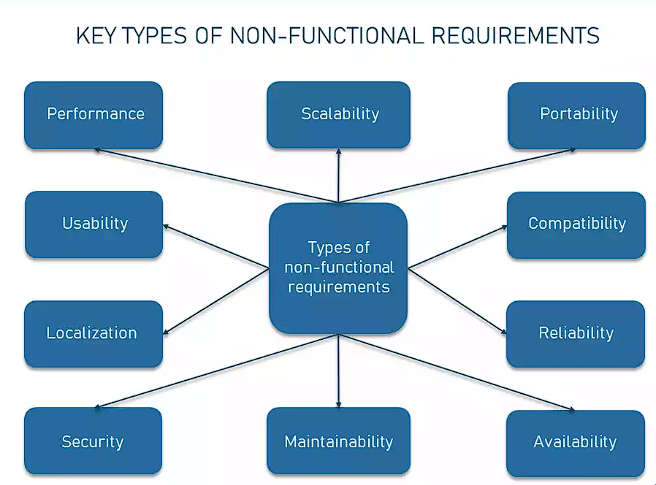 KEY TYPES OF NON-FUNCTIONAL REQUIREMENTS
Performance
Scalability
Portability
Usability
Types of
non-functional
requirements
Compatibility
Localization
Reliability
Security
Maintainability
Availability